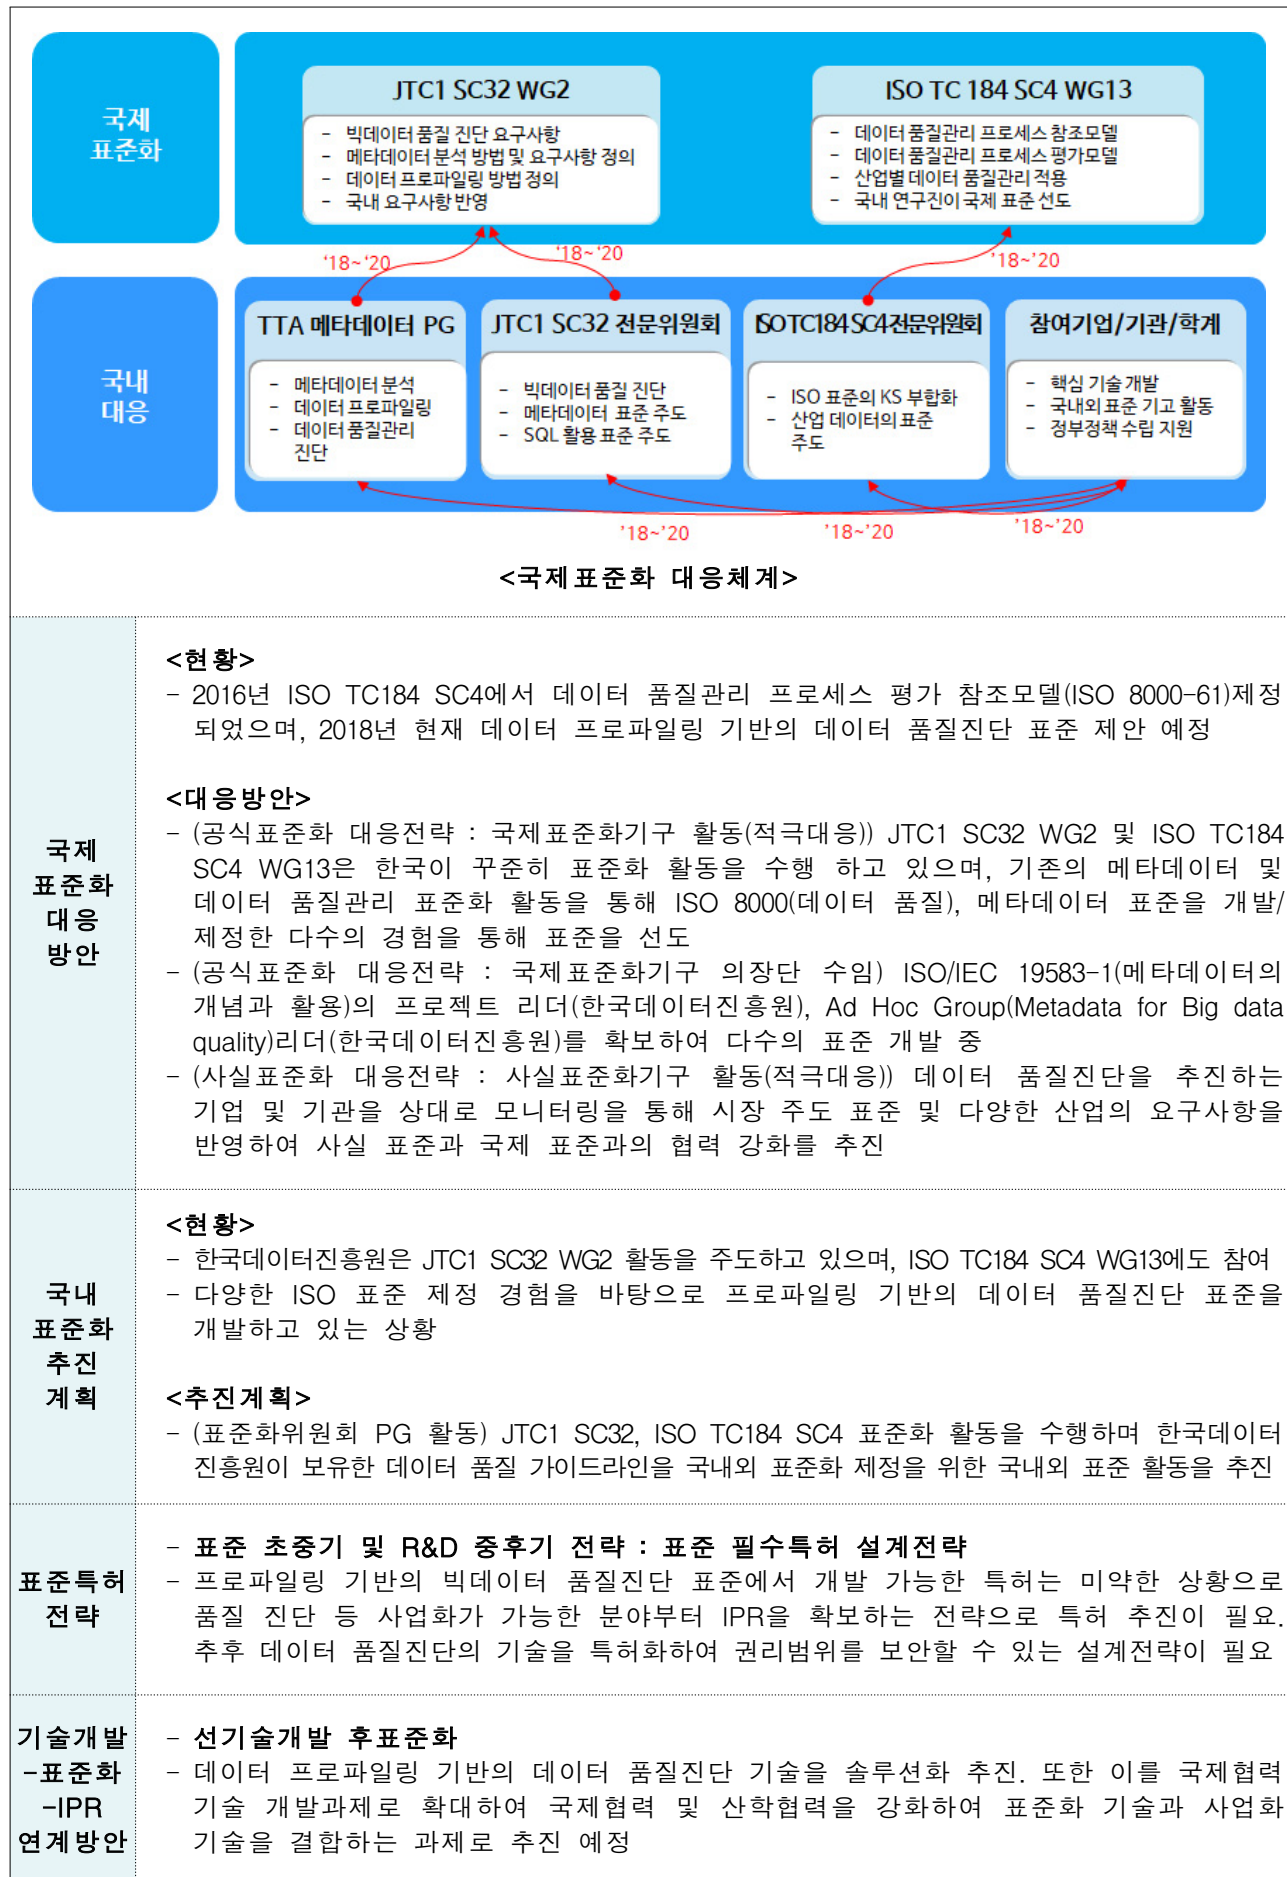 국제
표준화
JTC1 SC32 WG2
- 빅데이터 품질 진단 요구사항
- 메타데이터 분석 방법 및 요구사항 정의
- 데이터 프로파일링 방법 정의
- 국내 요구사항 반영
ISO TC 184 SC4 WG13
- 데이터 품질관리 프로세스 참조모델
- 데이터 품질관리 프로세스 평가모델
- 산업별 데이터 품질관리 적용
- 국내 연구진이 국제 표준 선도
‘18~‘20
‘18~‘20
’18~’20
국내
대응
TTA 메타데이터 PG
- 메타데이터 분석
- 데이터 프로파일링
- 데이터 품질관리
진단
JTC1 SC32 전문위원회
- 빅데이터 품질 진단
- 메타데이터 표준 주도
- SQL 활용 표준 주도
ISO TC184 SC4 전문위원회
- ISO 표준의 KS 부합화
- 산업 데이터의 표준
주도
참여기업/기관/학계
- 핵심 기술 개발
- 국내외 표준 기고 활동
- 정부정책 수립 지원
’18~’20
’18~’20
’18~’20
<국제표준화 대응체계>
국제
표준화
대응
방안
<현황>
- 2016년 ISO TC184 SC4에서 데이터 품질관리 프로세스 평가 참조모델(ISO 8000-61)제정
되었으며, 2018년 현재 데이터 프로파일링 기반의 데이터 품질진단 표준 제안 예정
<대응방안>
- (공식표준화 대응전략 : 국제표준화기구 활동(적극대응)) JTC1 SC32 WG2 및 ISO TC184
SC4 WG13은 한국이 꾸준히 표준화 활동을 수행 하고 있으며, 기존의 메타데이터 및
데이터 품질관리 표준화 활동을 통해 ISO 8000(데이터 품질), 메타데이터 표준을 개발/
제정한 다수의 경험을 통해 표준을 선도
- (공식표준화 대응전략 : 국제표준화기구 의장단 수임) ISO/IEC 19583-1(메타데이터의
개념과 활용)의 프로젝트 리더(한국데이터진흥원), Ad Hoc Group(Metadata for Big data
quality)리더(한국데이터진흥원)를 확보하여 다수의 표준 개발 중
- (사실표준화 대응전략 : 사실표준화기구 활동(적극대응)) 데이터 품질진단을 추진하는
기업 및 기관을 상대로 모니터링을 통해 시장 주도 표준 및 다양한 산업의 요구사항을
반영하여 사실 표준과 국제 표준과의 협력 강화를 추진
국내
표준화
추진
계획
<현황>
- 한국데이터진흥원은 JTC1 SC32 WG2 활동을 주도하고 있으며, ISO TC184 SC4 WG13에도 참여
- 다양한 ISO 표준 제정 경험을 바탕으로 프로파일링 기반의 데이터 품질진단 표준을
개발하고 있는 상황
<추진계획>
- (표준화위원회 PG 활동) JTC1 SC32, ISO TC184 SC4 표준화 활동을 수행하며 한국데이터
진흥원이 보유한 데이터 품질 가이드라인을 국내외 표준화 제정을 위한 국내외 표준 활동을 추진
표준특허
전략
- 표준 초중기 및 R&D 중후기 전략 : 표준 필수특허 설계전략
- 프로파일링 기반의 빅데이터 품질진단 표준에서 개발 가능한 특허는 미약한 상황으로
품질 진단 등 사업화가 가능한 분야부터 IPR을 확보하는 전략으로 특허 추진이 필요.
추후 데이터 품질진단의 기술을 특허화하여 권리범위를 보안할 수 있는 설계전략이 필요
기술개발
-표준화
-IPR
연계방안
- 선기술개발 후표준화
- 데이터 프로파일링 기반의 데이터 품질진단 기술을 솔루션화 추진. 또한 이를 국제협력
기술 개발과제로 확대하여 국제협력 및 산학협력을 강화하여 표준화 기술과 사업화
기술을 결합하는 과제로 추진 예정